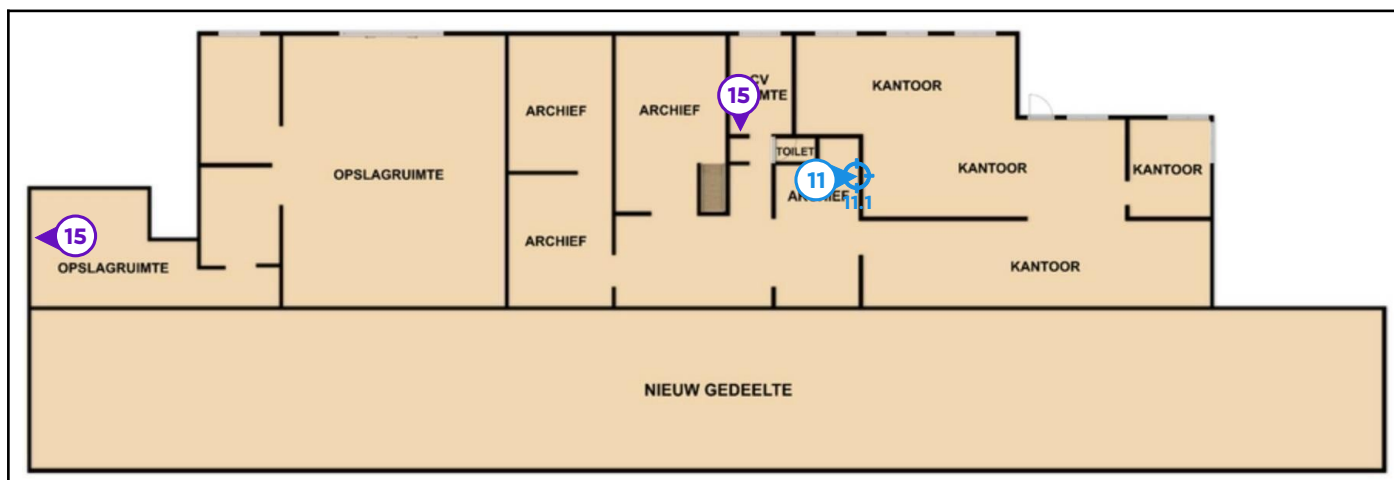 CV
15
MTE
KANTOOR
ARCHIEF
ARCHIEF
TOILET
OPSLAGRUIMTE
KANTOOR
KANTOOR
11
11.1
15
ARCHIEF
OPSLAGRUIMTE
KANTOOR
NIEUW GEDEELTE